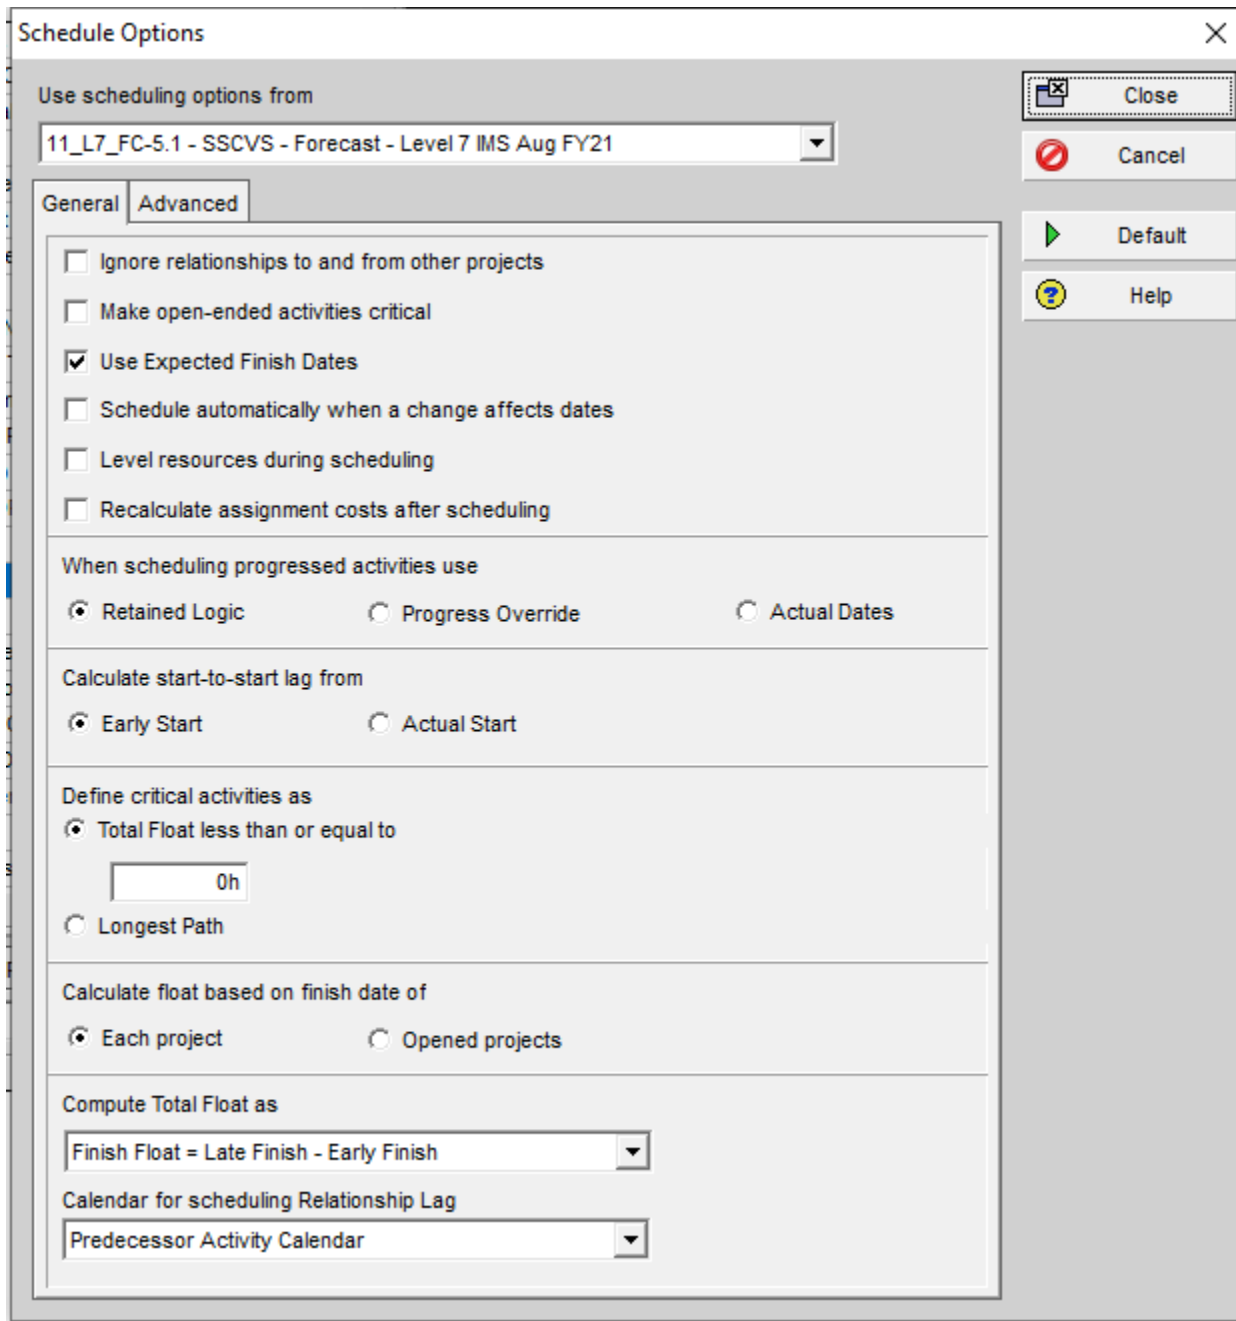 Schedule Options
Use scheduling options from
Close
11_L7_FC-5.1 - SSCVS - Forecast - Level 7 IMS Aug FY21
Cancel
General Advanced
Default
Ignore relationships to and from other projects
Help
Make open-ended activities critical
Use Expected Finish Dates
Schedule automatically when a change affects dates
Level resources during scheduling
Recalculate assignment costs after scheduling
When scheduling progressed activities use
Retained Logic Progress Override Actual Dates
Calculate start-to-start lag from
Early Start Actual Start
Define critical activities as
Total Float less than or equal to
0h
Longest Path
Calculate float based on finish date of
Each project Opened projects
Compute Total Float as
Finish Float = Late Finish - Early Finish
Calendar for scheduling Relationship Lag
Predecessor Activity Calendar